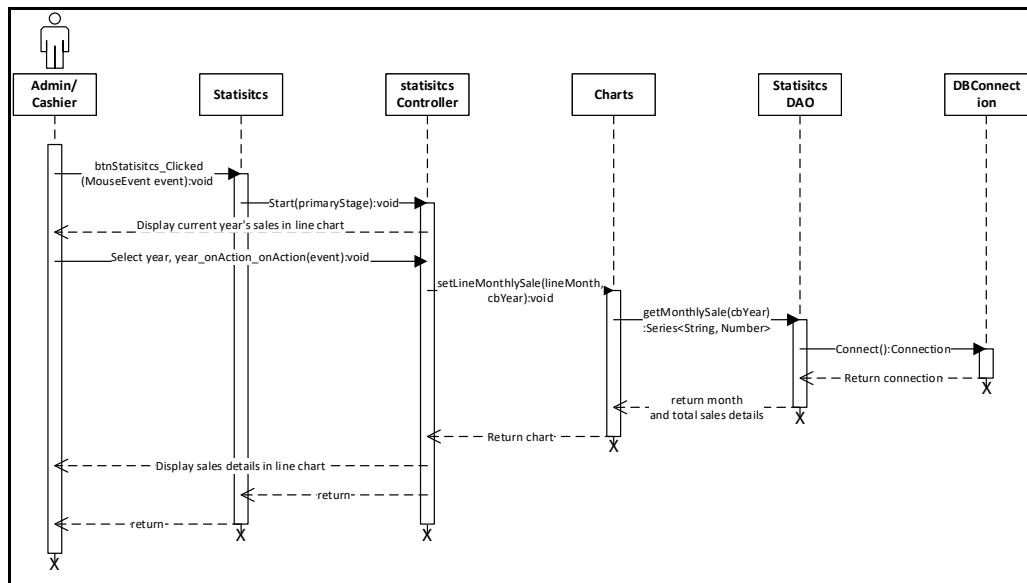 Admin/
Cashier
Statisitcs
statisitcs
Controller
Charts
Statisitcs
DAO
DBConnect
ion
btnStatisitcs_Clicked
(MouseEvent event):void
Start(primaryStage):void
Display current year's sales in line chart
Select year, year_onAction_onAction(event):void
setLineMonthlySale(lineMonth,
cbYear):void
getMonthlySale(cbYear)
:Series<String, Number>
Connect():Connection
Return connection
return month
and total sales details
Return chart
Display sales details in line chart
return
return
X
X
X
X
X
X